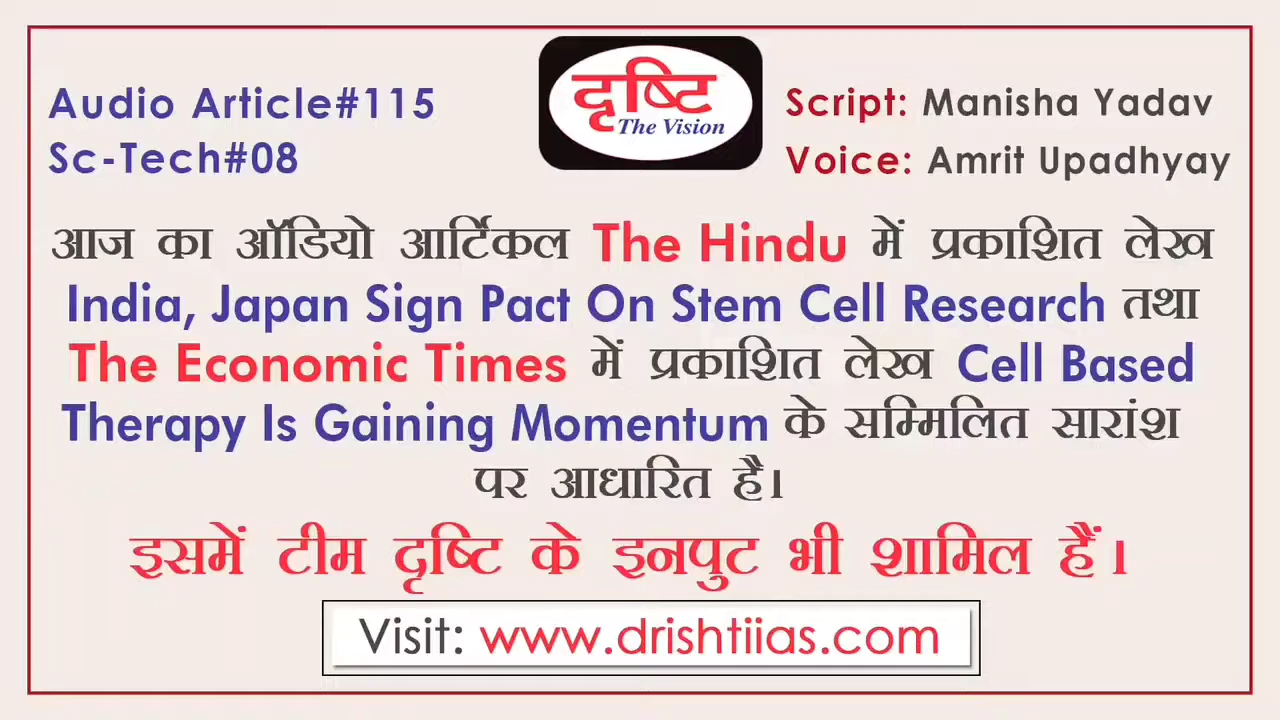 Audio Article#115
Sc-Tech#08
दृष्टि
The Vision
Script: Manisha Yadav
Voice: Amrit Upadhyay
आज का ऑडियो आर्टिकल The Hindu में प्रकाशित लेख
India, Japan Sign Pact On Stem Cell Research तथा
The Economic Times में प्रकाशित लेख Cell Based
Therapy Is Gaining Momentum के सम्मिलित सारांश
पर आधारित है।
इसमें टीम दृष्टि के इनपुट भी शामिल हैं।
Visit: www.drishtiias.com